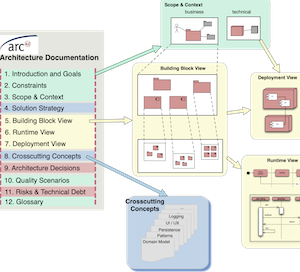 arc
Architecture Documentation
1. Introduction and Goals
2. Constraints
3. Scope & Context
4. Solution Strategy
5. Building Block View
6. Runtime View
7. Deployment View
8. Crosscutting Concepts
9. Architecture Decisions
10. Quality Scenarios
11. Risks & Technical Debt
12. Glossary
Scope & Context
business
technical
Building Block View
Deployment View
Runtime View
Crosscutting
Concepts
Logging
UI / UX
Persistence
Patterns
Domain Model